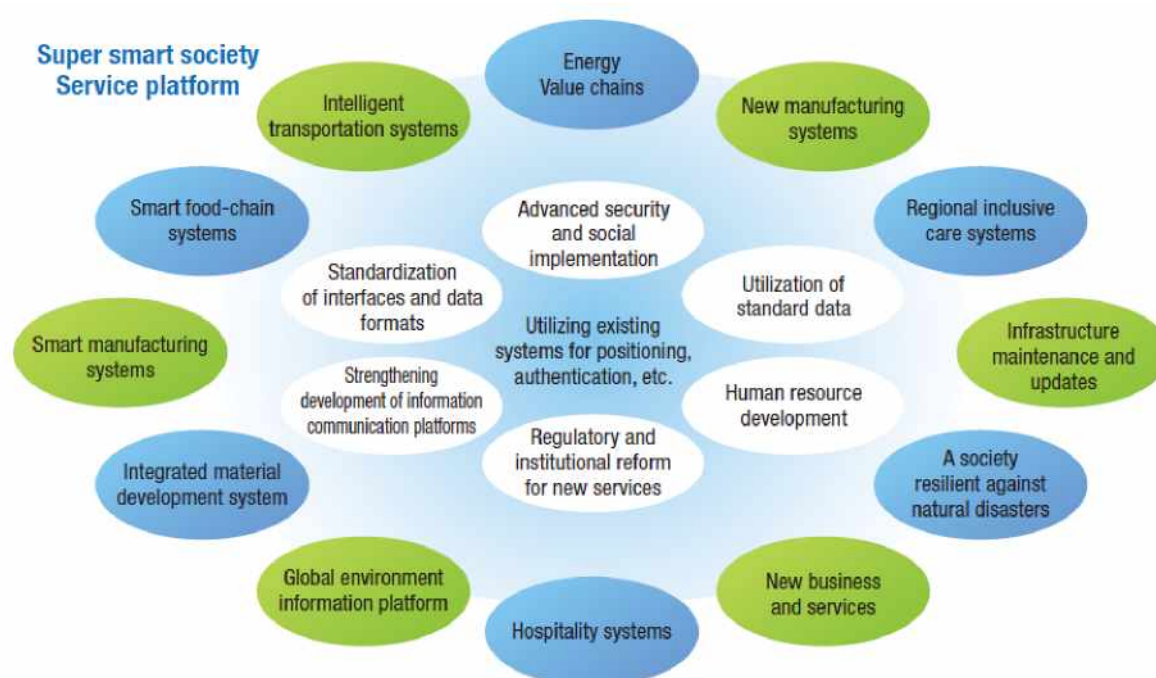 Super smart society
Service platform
Energy
Value chains
Intelligent
transportation systems
New manufacturing
systems
Smart food-chain
systems
Advanced security
and social
implementation
Regional inclusive
care systems
Standardization
of interfaces and data
formats
Utilization of
standard data
Smart manufacturing
systems
Utilizing existing
systems for positioning,
authentication, etc.
Infrastructure
maintenance and
updates
Strengthening
development of information
communication platforms
Human resource
development
Regulatory and
institutional reform
for new services
Integrated material
development system
A society
resilient against
natural disasters
Global environment
information platform
New business
and services
Hospitality systems